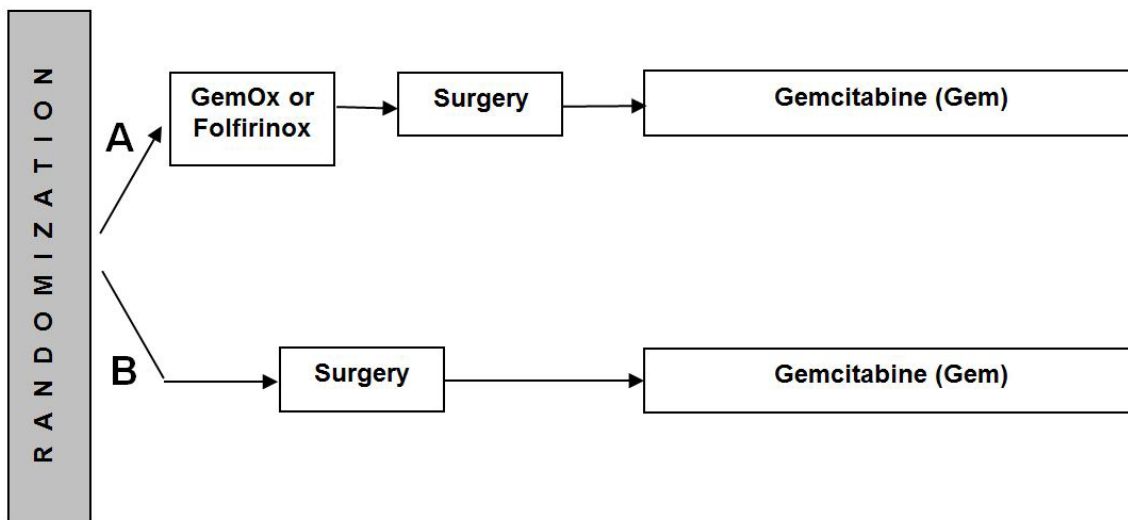 RANDOMIZATION
A
GemOx or
Folfirinox
Surgery
Gemcitabine (Gem)
B
Surgery
Gemcitabine (Gem)